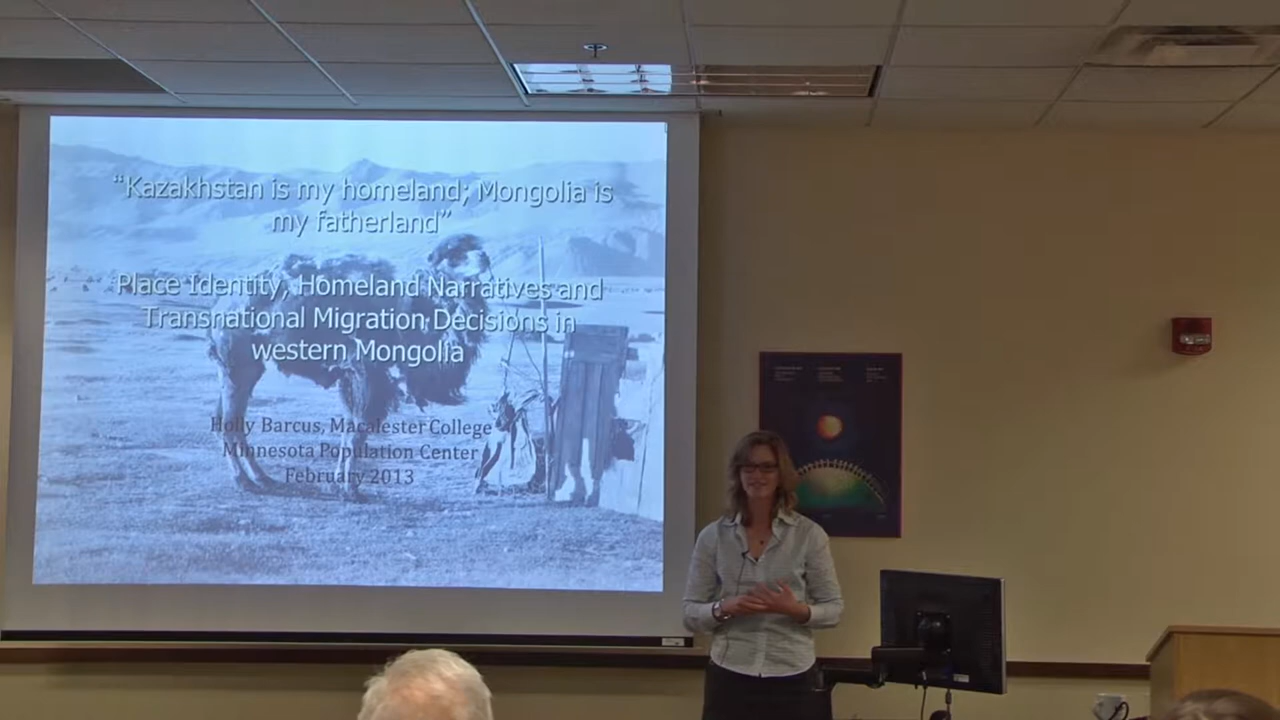 “Kazakhstan is my homeland; Mongolia is
my fatherland”
Place Identity, Homeland Narratives and
Transnational Migration Decisions in
western Mongolia
Holly Barcus, Macalester College
Minnesota Population Center
February 2013